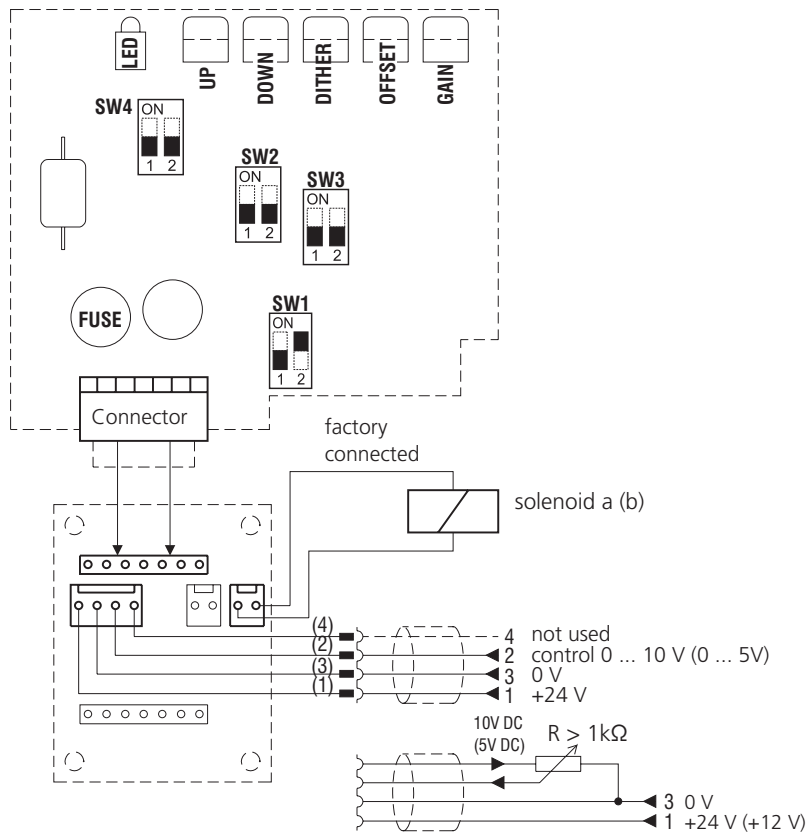 LED
UP
DOWN
DITHER
OFFSET
GAIN
SW4
ON
1 2
SW2
ON
1 2
SW3
ON
1 2
FUSE
SW1
ON
1 2
Connector
factory
connected
solenoid a (b)
(4)
4 not used
(2)
2 control 0 ... 10 V (0 ... 5V)
(3)
3 0 V
(1)
1 +24 V
10V DC
(5V DC)
R > 1kΩ
3 0 V
1 +24 V (+12 V)